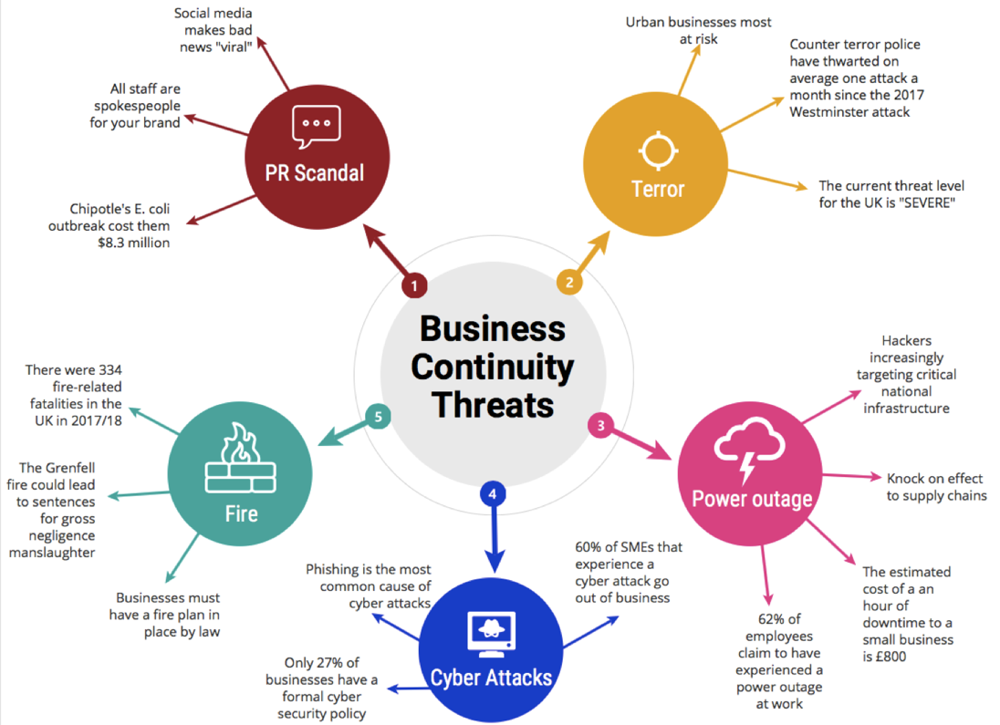 Business
Continuity
Threats
1
PR Scandal
Social media
makes bad
news "viral"
All staff are
spokespeople
for your brand
Chipotle's E. coli
outbreak cost them
$8.3 million
2
Terror
Urban businesses most
at risk
Counter terror police
have thwarted on
average one attack a
month since the 2017
Westminster attack
The current threat level
for the UK is "SEVERE"
3
Power outage
Hackers
increasingly
targeting critical
national
infrastructure
Knock on effect
to supply chains
The estimated
cost of a an
hour of
downtime to a
small business
is £800
62% of
employees
claim to have
experienced a
power outage
at work
4
Cyber Attacks
60% of SMEs that
experience a
cyber attack go
out of business
Phishing is the most
common cause of
cyber attacks
Only 27% of
businesses have a
formal cyber
security policy
5
Fire
There were 334
fire-related
fatalities in the
UK in 2017/18
The Grenfell
fire could lead
to sentences
for gross
negligence
manslaughter
Businesses must
have a fire plan in
place by law